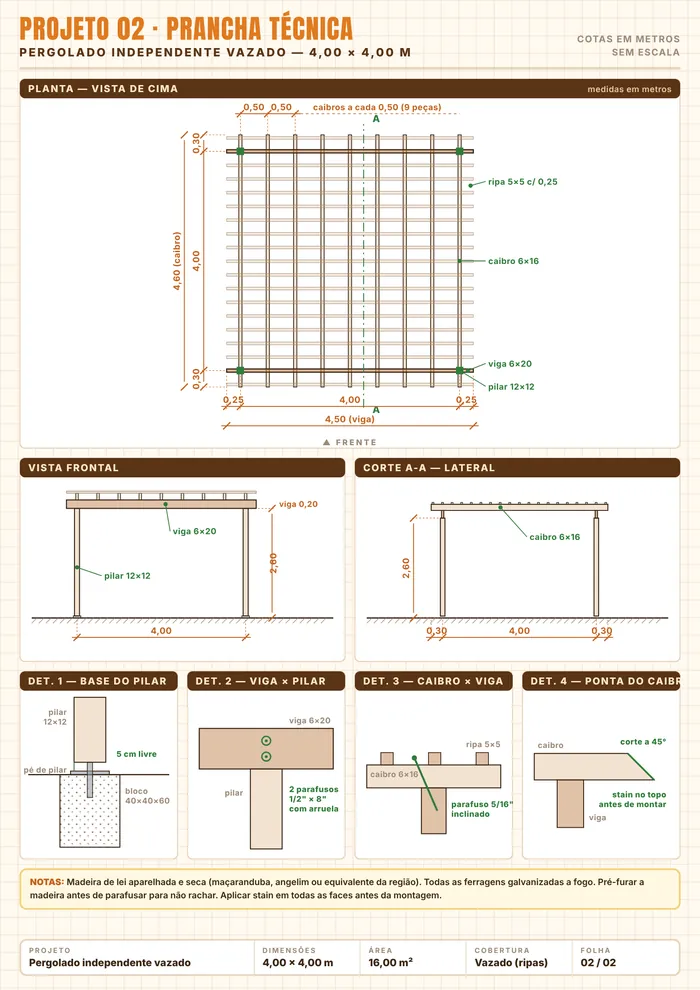 PROJETO 02 · PRANCHA TÉCNICA
PERGOLADO INDEPENDENTE VAZADO — 4,00 × 4,00 M
COTAS EM METROS
SEM ESCALA
PLANTA — VISTA DE CIMA
medidas em metros
0,50
0,50
caibros a cada 0,50 (9 peças)
A
0,30
ripa 5×5 c/ 0,25
4,60 (caibro)
4,00
caibro 6×16
viga 6×20
0,30
pilar 12×12
0,25
4,00
0,25
A
4,50 (viga)
▲ FRENTE
VISTA FRONTAL
viga 0,20
viga 6×20
2,60
pilar 12×12
4,00
CORTE A-A — LATERAL
caibro 6×16
2,60
0,30
4,00
0,30
DET. 1 — BASE DO PILAR
pilar
12×12
5 cm livre
pé de pilar
bloco
40×40×60
DET. 2 — VIGA × PILAR
viga 6×20
pilar
2 parafusos
1/2" × 8"
com arruela
DET. 3 — CAIBRO × VIGA
ripa 5×5
caibro 6×16
parafuso 5/16"
inclinado
DET. 4 — PONTA DO CAIBR
caibro
corte a 45°
stain no topo
antes de montar
viga
NOTAS: Madeira de lei aparelhada e seca (maçaranduba, angelim ou equivalente da região). Todas as ferragens galvanizadas a fogo. Pré-furar a
madeira antes de parafusar para não rachar. Aplicar stain em todas as faces antes da montagem.
PROJETO
Pergolado independente vazado
DIMENSÕES
4,00 × 4,00 m
ÁREA
16,00 m²
COBERTURA
Vazado (ripas)
FOLHA
02 / 02